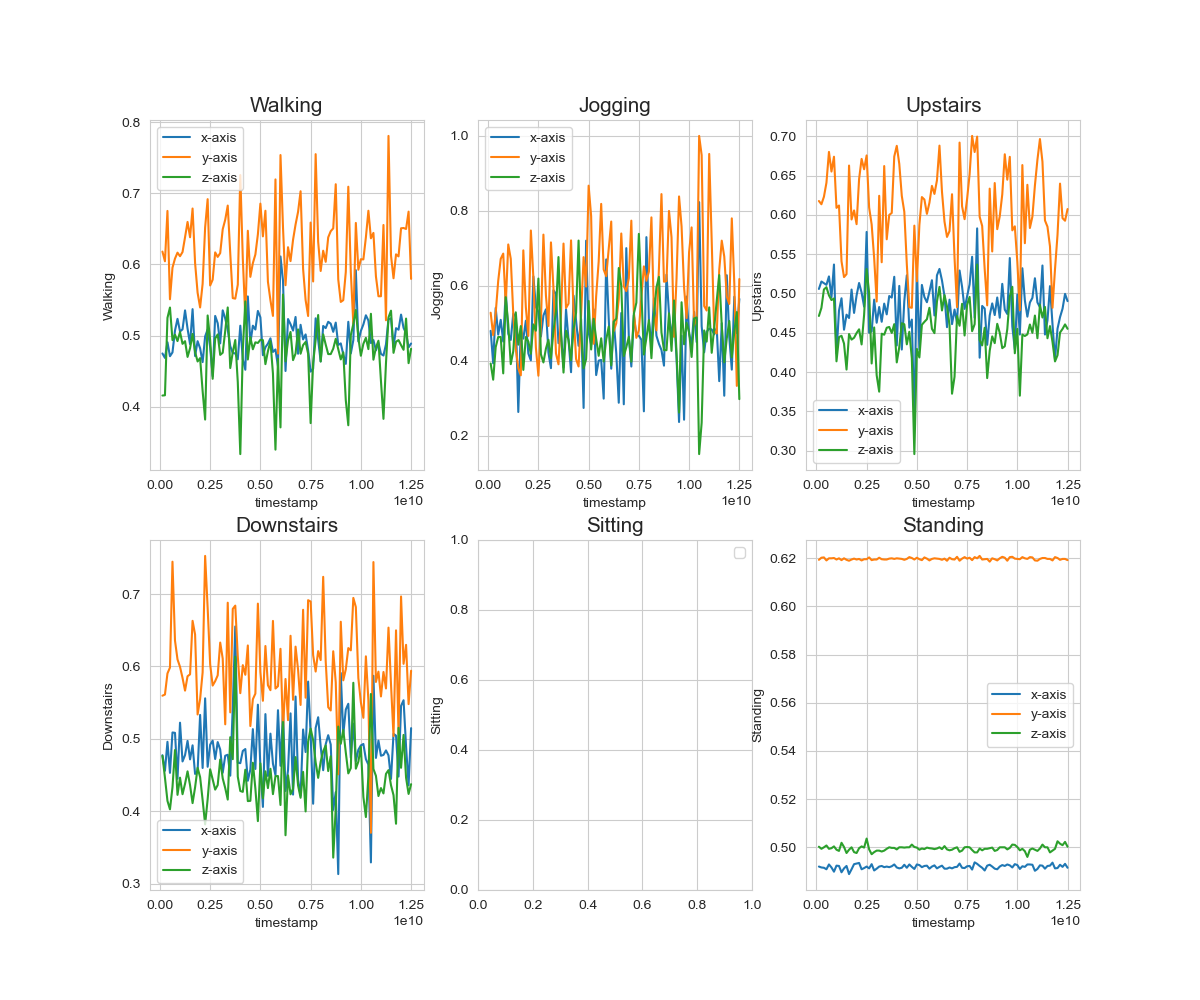 Walking
Walking
0.8
0.7
0.6
0.5
0.4
x-axis
y-axis
z-axis
0.00 0.25 0.50 0.75 1.00 1.25
timestamp
1e10
Jogging
Jogging
1.0
0.8
0.6
0.4
0.2
x-axis
y-axis
z-axis
0.00 0.25 0.50 0.75 1.00 1.25
timestamp
1e10
Upstairs
Upstairs
0.70
0.65
0.60
0.55
0.50
0.45
0.40
0.35
0.30
x-axis
y-axis
z-axis
0.00 0.25 0.50 0.75 1.00 1.25
timestamp
1e10
Downstairs
Downstairs
0.7
0.6
0.5
0.4
0.3
x-axis
y-axis
z-axis
0.00 0.25 0.50 0.75 1.00 1.25
timestamp
1e10
Sitting
Sitting
1.0
0.8
0.6
0.4
0.2
0.0
0.0 0.2 0.4 0.6 0.8 1.0
Standing
Standing
0.62
0.60
0.58
0.56
0.54
0.52
0.50
x-axis
y-axis
z-axis
0.00 0.25 0.50 0.75 1.00 1.25
timestamp
1e10